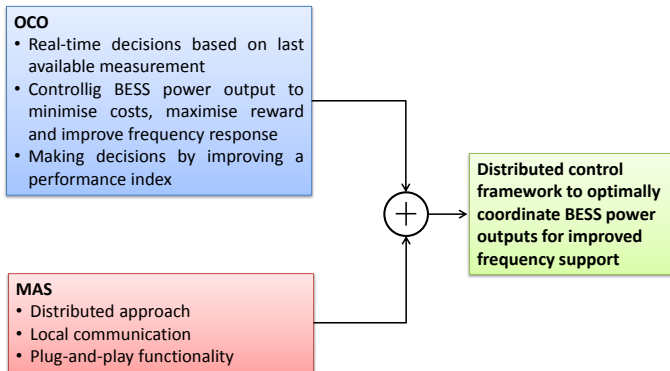 OCO
• Real-time decisions based on last
available measurement
• Controllig BESS power output to
minimise costs, maximise reward
and improve frequency response
• Making decisions by improving a
performance index
Distributed control
framework to optimally
coordinate BESS power
outputs for improved
frequency support
MAS
• Distributed approach
• Local communication
• Plug-and-play functionality